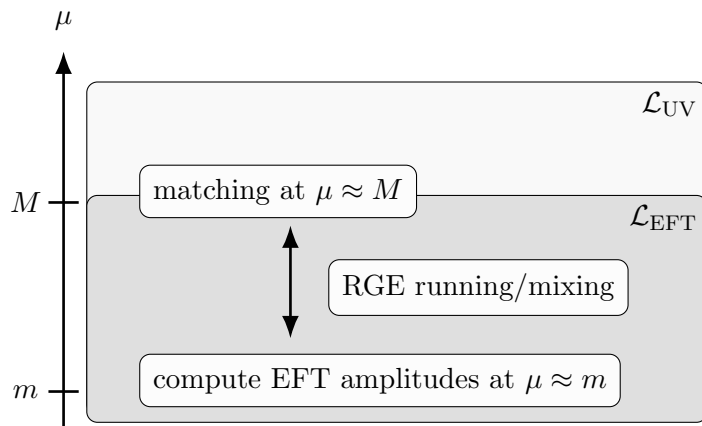 μ
𝓛_UV
matching at μ ≈ M
M
𝓛_EFT
RGE running/mixing
compute EFT amplitudes at μ ≈ m
m